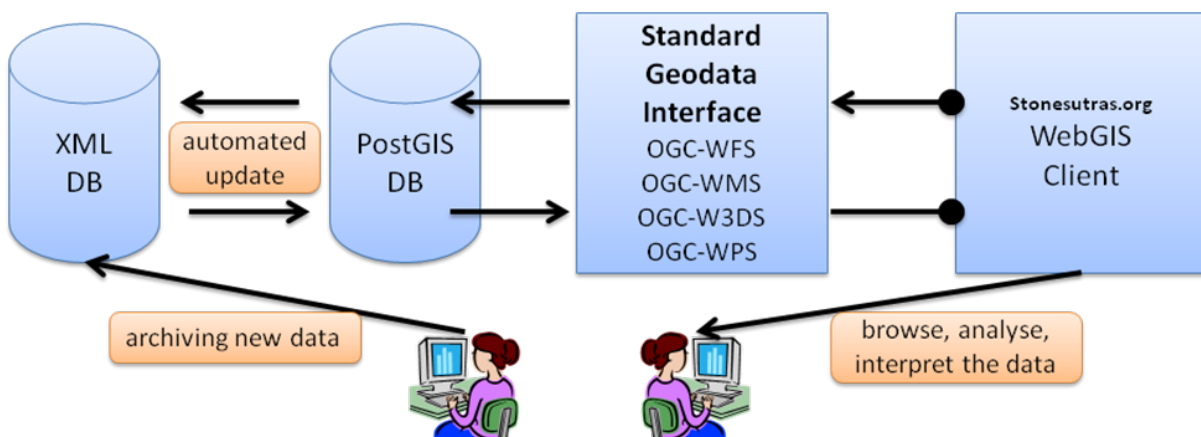 XML
DB
automated
update
PostGIS
DB
Standard
Geodata
Interface
OGC-WFS
OGC-WMS
OGC-W3DS
OGC-WPS
Stonesutras.org
WebGIS
Client
archiving new data
browse, analyse,
interpret the data